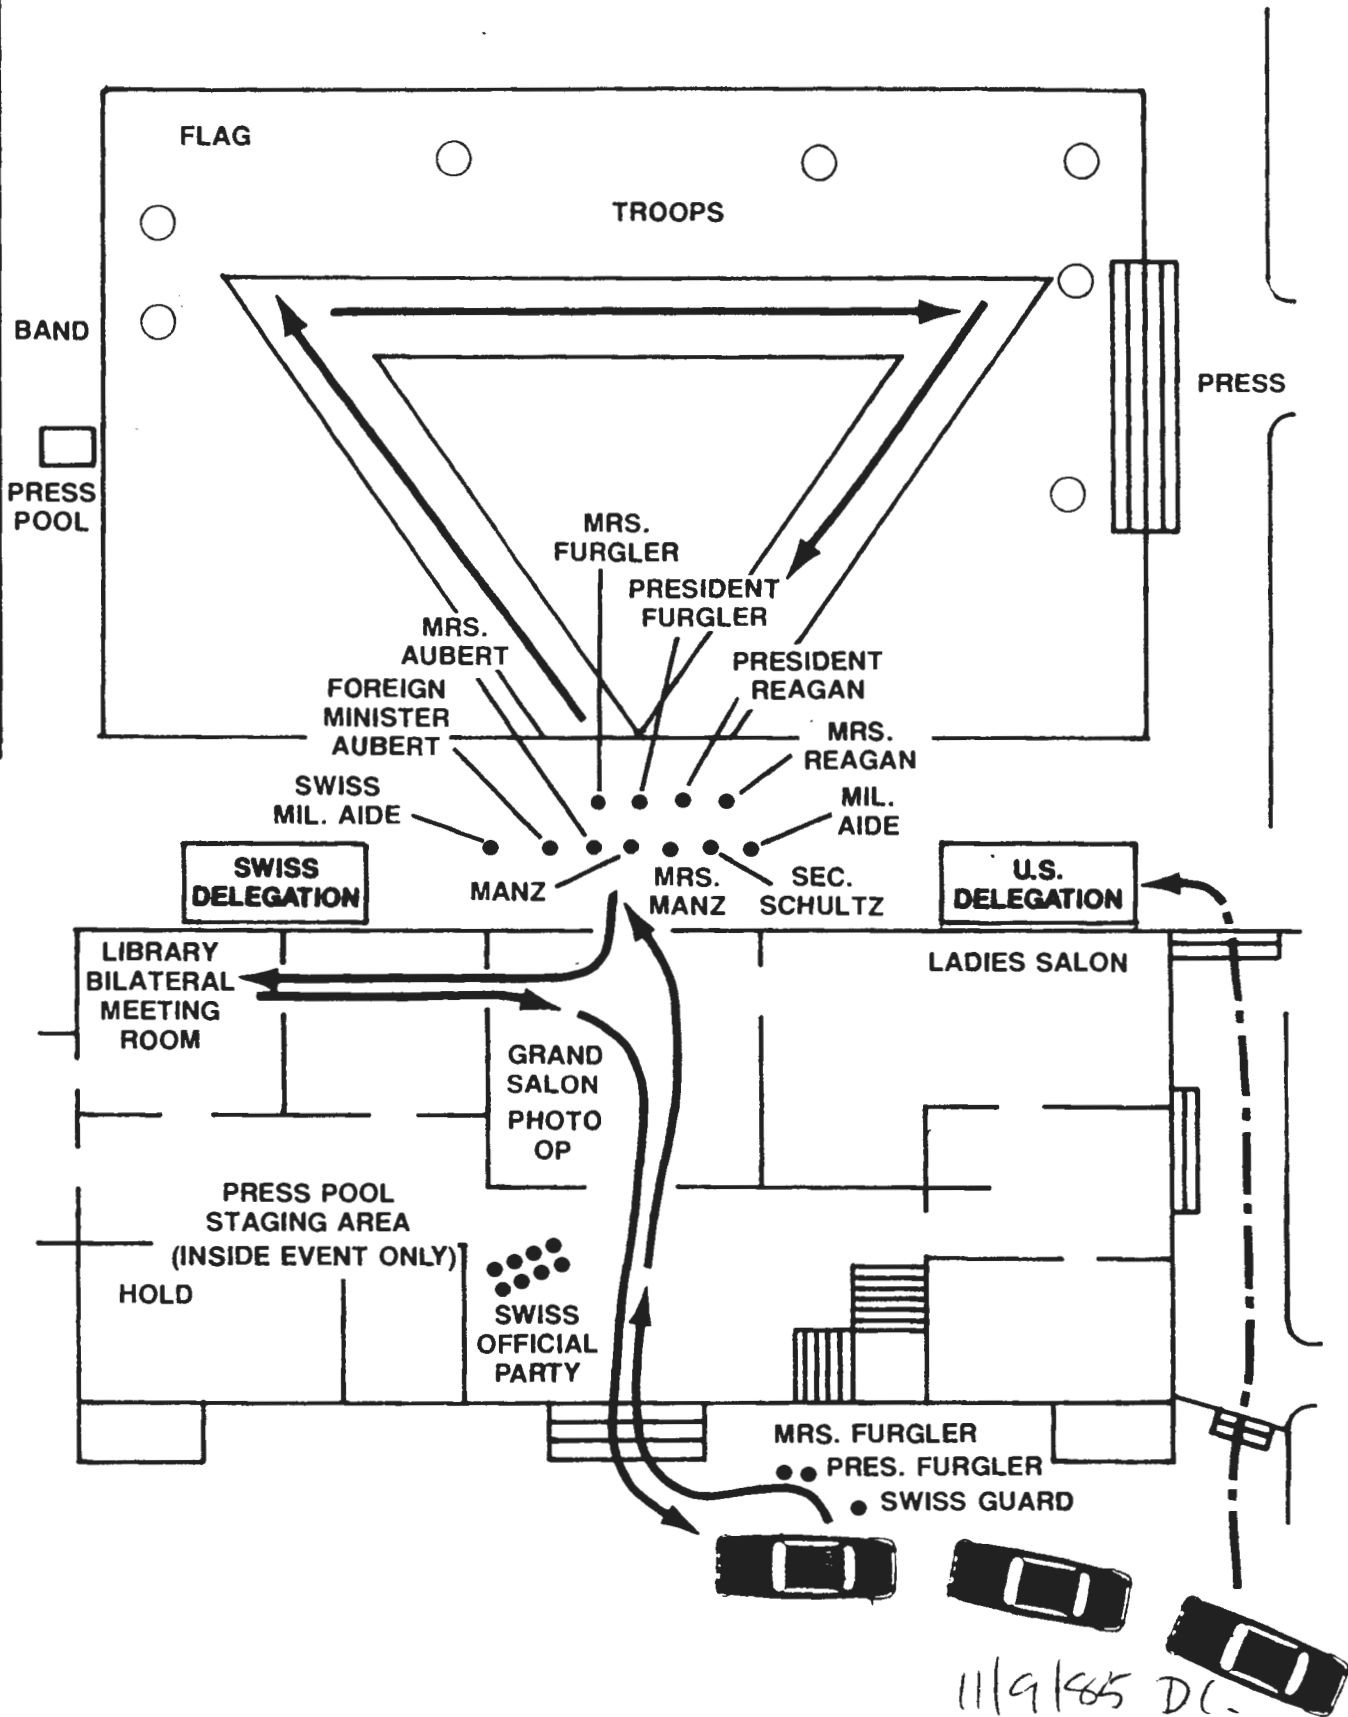 FLAG
TROOPS
BAND
PRESS
PRESS
POOL
MRS.
FURGLER
PRESIDENT
FURGLER
MRS.
AUBERT
PRESIDENT
REAGAN
FOREIGN
MINISTER
AUBERT
MRS.
REAGAN
SWISS
MIL. AIDE
MIL.
AIDE
SWISS
DELEGATION
MANZ
MRS.
MANZ
SEC.
SCHULTZ
U.S.
DELEGATION
LIBRARY
BILATERAL
MEETING
ROOM
LADIES SALON
GRAND
SALON
PHOTO
OP
PRESS POOL
STAGING AREA
(INSIDE EVENT ONLY)
HOLD
SWISS
OFFICIAL
PARTY
MRS. FURGLER
PRES. FURGLER
SWISS GUARD
11/9/85 DC.